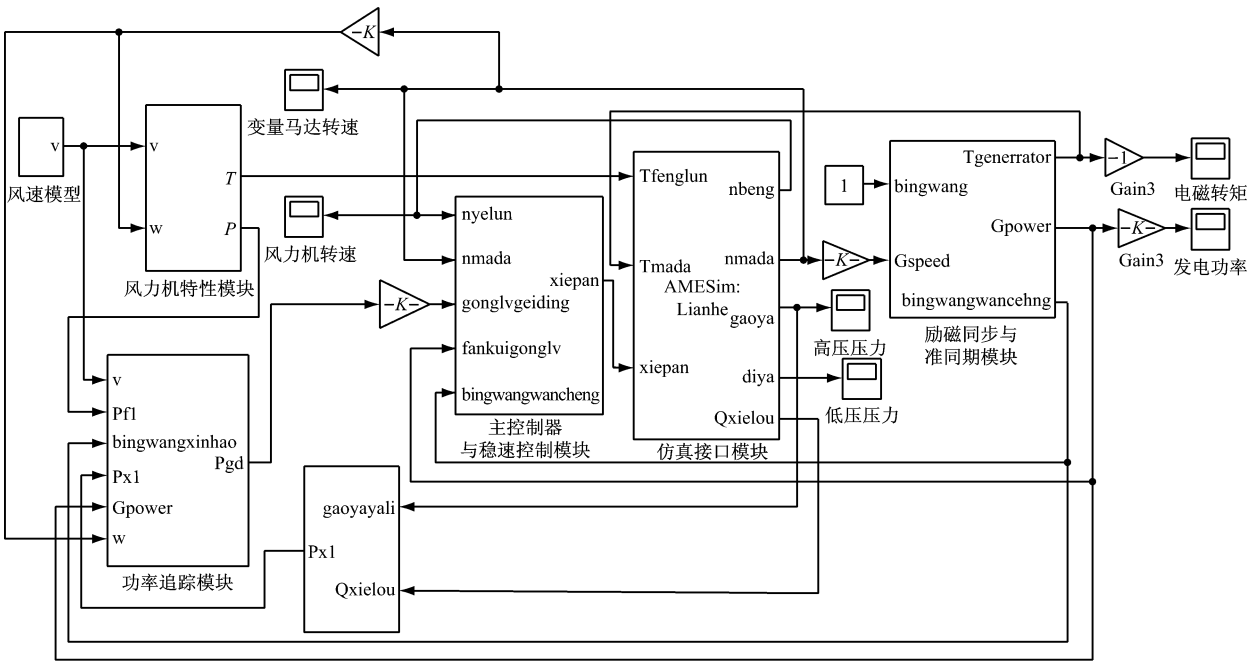 -K
变量马达转速
v
风速模型
v
T
w
P
风力机特性模块
风力机转速
nyelun
nmada
xiepan
gonglvgeiding
fankuigonglv
bingwangwancheng
主控制器
与稳速控制模块
-K-
Tfenglun
nbeng
Tmada
nmada
AMESim:
Lianhe
gaoya
xiepan
diya
Qxielou
仿真接口模块
高压压力
低压压力
1
-K-
Tgenerrator
bingwang
Gpower
Gspeed
bingwangwancehng
励磁同步与
准同期模块
-1
Gain3
电磁转矩
-K-
Gain3
发电功率
v
Pf1
bingwangxinhao
Pgd
Px1
Gpower
w
功率追踪模块
gaoyayali
Px1
Qxielou